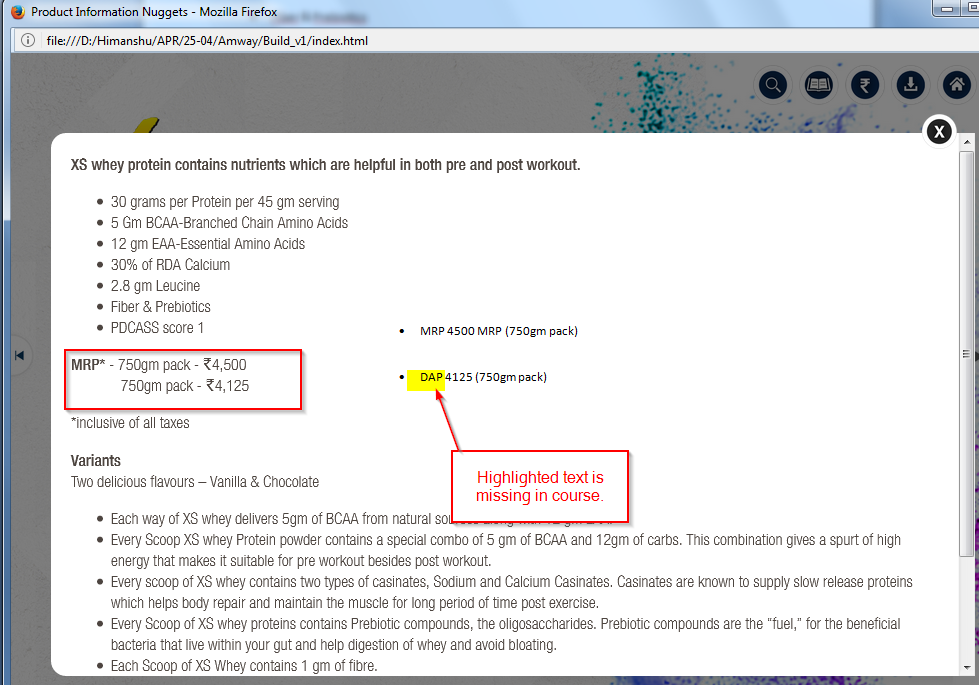 Product Information Nuggets - Mozilla Firefox
file:///D:/Himanshu/APR/25-04/Amway/Build_v1/index.html
X
XS whey protein contains nutrients which are helpful in both pre and post workout.
• 30 grams per Protein per 45 gm serving
• 5 Gm BCAA-Branched Chain Amino Acids
• 12 gm EAA-Essential Amino Acids
• 30% of RDA Calcium
• 2.8 gm Leucine
• Fiber & Prebiotics
• PDCASS score 1
• MRP 4500 MRP (750gm pack)
MRP* - 750gm pack - ₹4,500
750gm pack - ₹4,125
• DAP 4125 (750gm pack)
*inclusive of all taxes
Variants
Two delicious flavours – Vanilla & Chocolate
Highlighted text is
missing in course.
• Each way of XS whey delivers 5gm of BCAA from natural
• Every Scoop XS whey Protein powder contains a special combo of 5 gm of BCAA and 12gm of carbs. This combination gives a spurt of high
energy that makes it suitable for pre workout besides post workout.
• Every scoop of XS whey contains two types of casinates, Sodium and Calcium Casinates. Casinates are known to supply slow release proteins
which helps body repair and maintain the muscle for long period of time post exercise.
• Every Scoop of XS whey proteins contains Prebiotic compounds, the oligosaccharides. Prebiotic compounds are the “fuel,” for the beneficial
bacteria that live within your gut and help digestion of whey and avoid bloating.
• Each Scoop of XS Whey contains 1 gm of fibre.